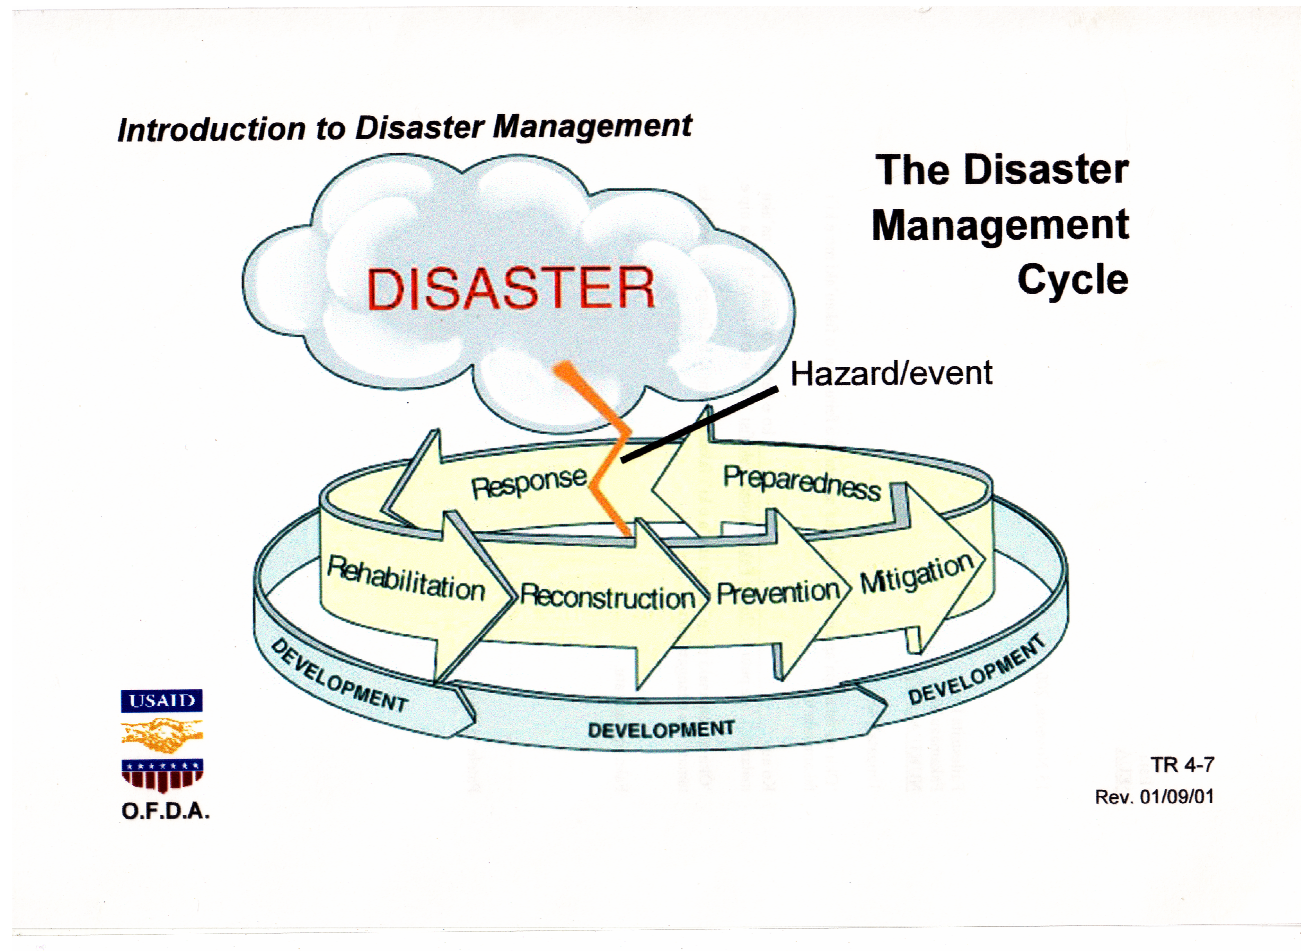 Introduction to Disaster Management
The Disaster
Management
Cycle
DISASTER
Hazard/event
Response
Preparedness
Rehabilitation
Reconstruction
Prevention
Mitigation
DEVELOPMENT
DEVELOPMENT
DEVELOPMENT
USAID
O.F.D.A.
TR 4-7
Rev. 01/09/01